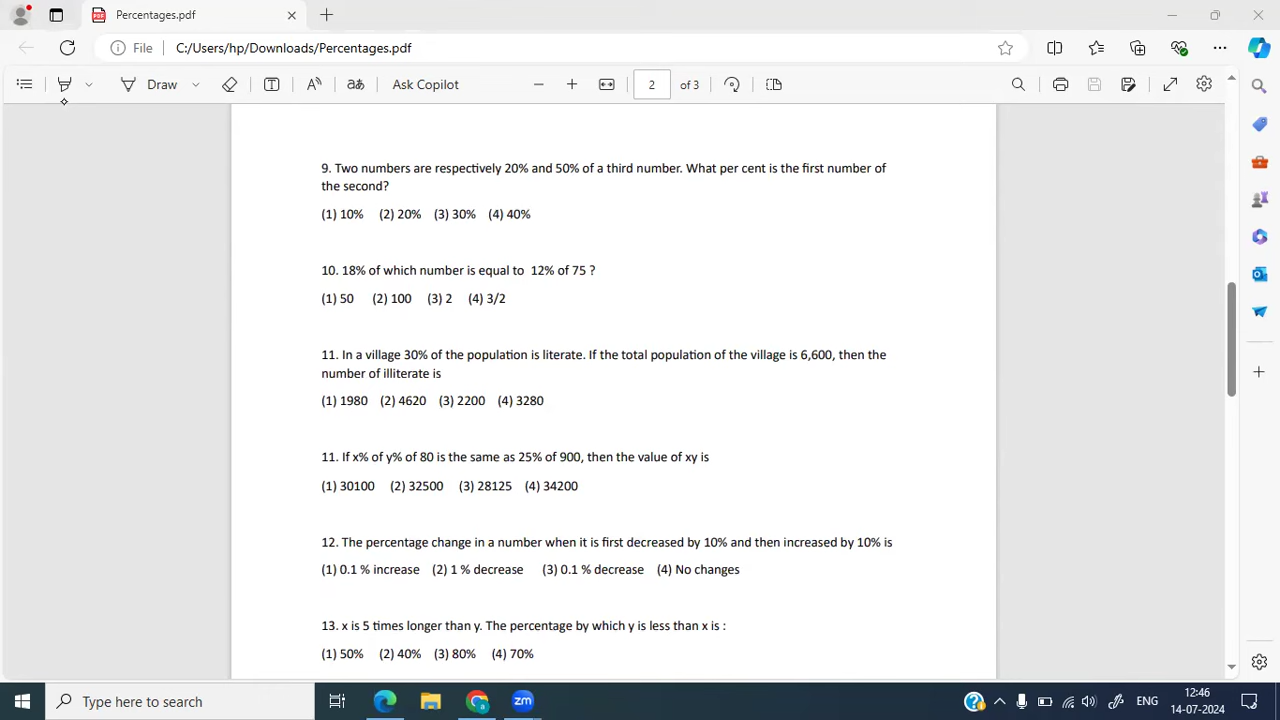 Percentages.pdf
File C:/Users/hp/Downloads/Percentages.pdf
Draw Ask Copilot 2 of 3
9. Two numbers are respectively 20% and 50% of a third number. What per cent is the first number of
the second?
(1) 10% (2) 20% (3) 30% (4) 40%
10. 18% of which number is equal to 12% of 75 ?
(1) 50 (2) 100 (3) 2 (4) 3/2
11. In a village 30% of the population is literate. If the total population of the village is 6,600, then the
number of illiterate is
(1) 1980 (2) 4620 (3) 2200 (4) 3280
11. If x% of y% of 80 is the same as 25% of 900, then the value of xy is
(1) 30100 (2) 32500 (3) 28125 (4) 34200
12. The percentage change in a number when it is first decreased by 10% and then increased by 10% is
(1) 0.1 % increase (2) 1 % decrease (3) 0.1 % decrease (4) No changes
13. x is 5 times longer than y. The percentage by which y is less than x is :
(1) 50% (2) 40% (3) 80% (4) 70%
Type here to search zm ENG 12:46
14-07-2024